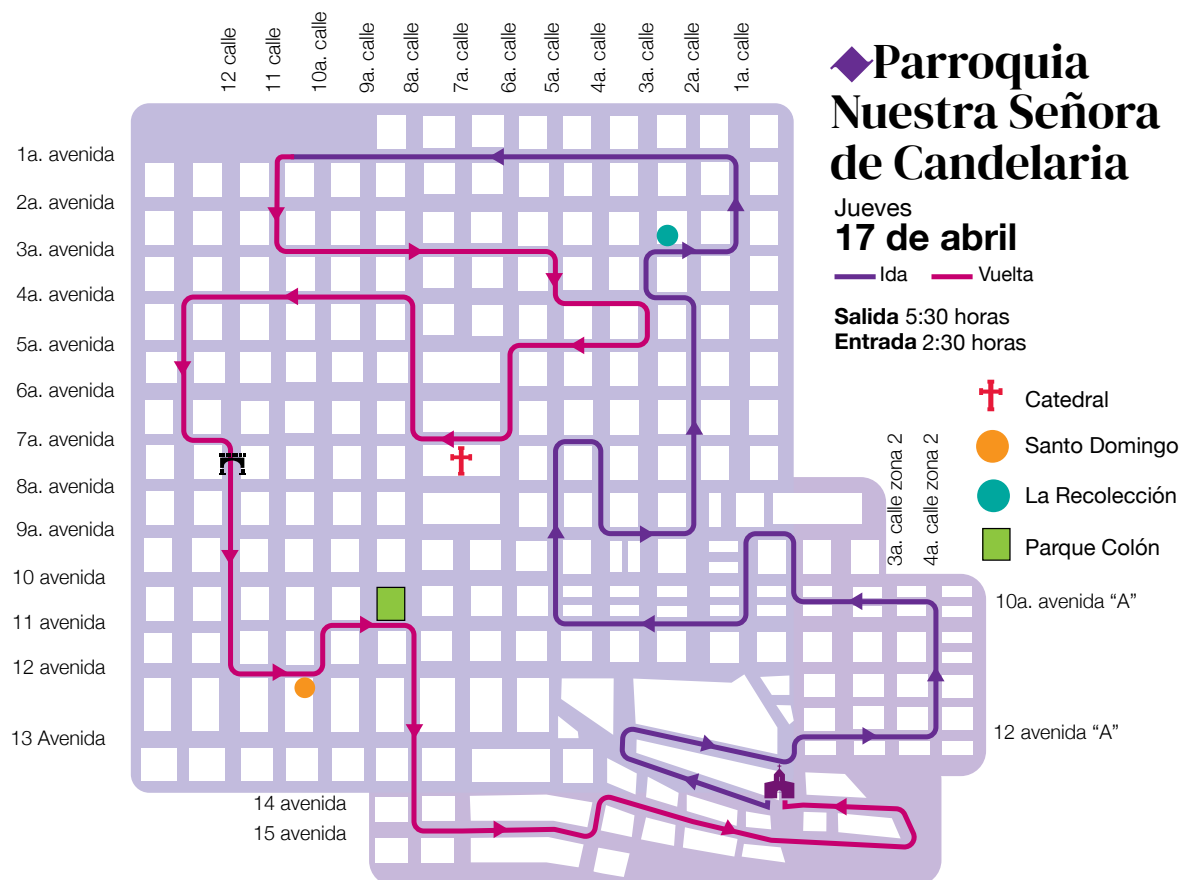 12 calle
11 calle
10a. calle
9a. calle
8a. calle
7a. calle
6a. calle
5a. calle
4a. calle
3a. calle
2a. calle
1a. calle
Parroquia
Nuestra Señora
de Candelaria
Jueves
17 de abril
Ida
Vuelta
Salida 5:30 horas
Entrada 2:30 horas
Catedral
Santo Domingo
La Recolección
Parque Colón
1a. avenida
2a. avenida
3a. avenida
4a. avenida
5a. avenida
6a. avenida
7a. avenida
8a. avenida
9a. avenida
10 avenida
11 avenida
12 avenida
13 Avenida
14 avenida
15 avenida
3a. calle zona 2
4a. calle zona 2
10a. avenida “A”
12 avenida “A”